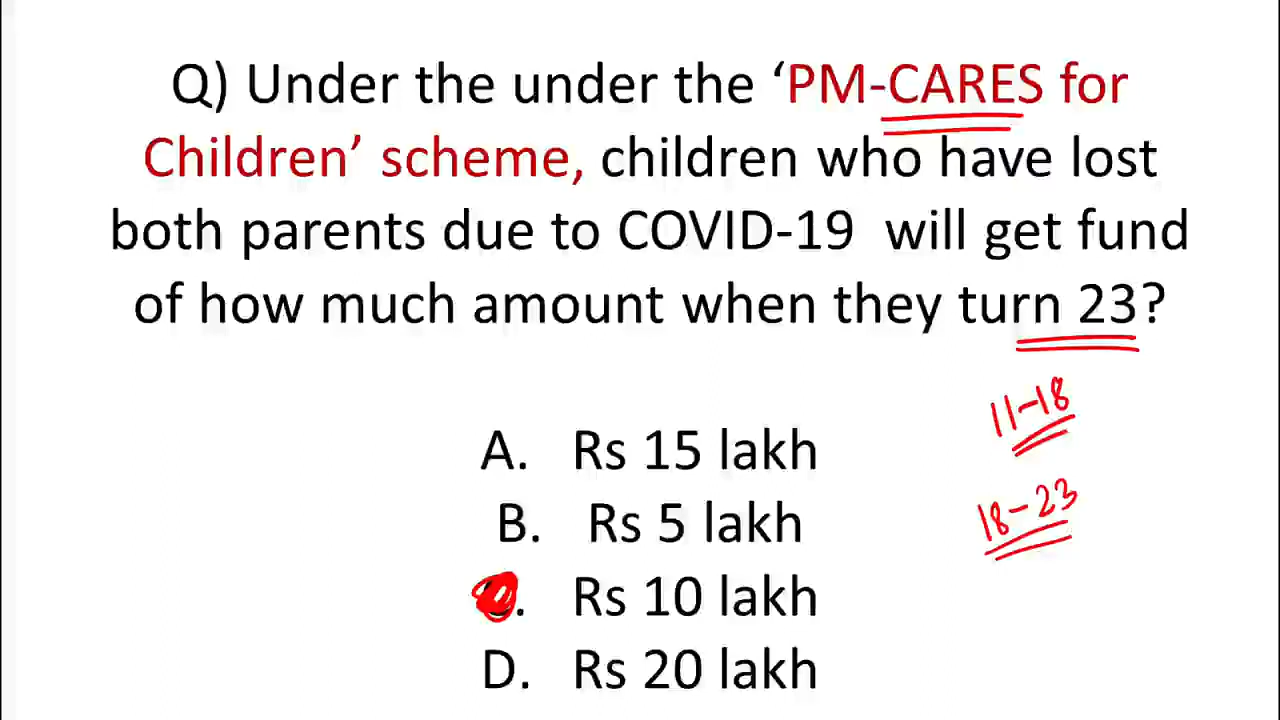 Q) Under the under the ‘PM-CARES for
Children’ scheme, children who have lost
both parents due to COVID-19 will get fund
of how much amount when they turn 23?
11-18
A. Rs 15 lakh
18-23
B. Rs 5 lakh
. Rs 10 lakh
D. Rs 20 lakh